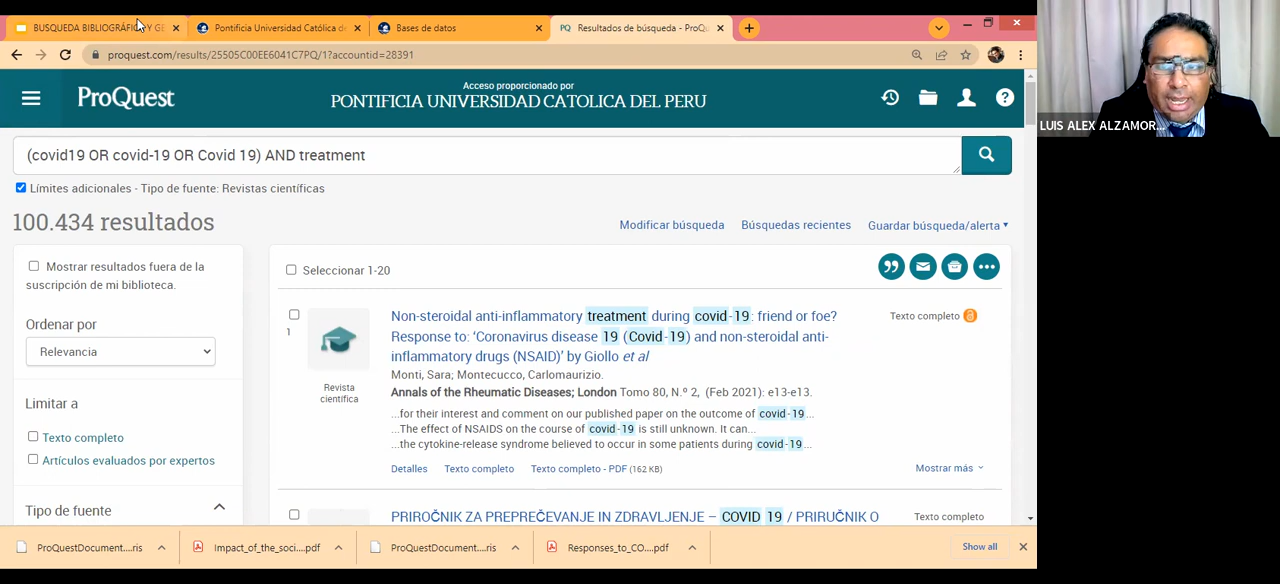 BUSQUEDA BIBLIOGRÁFICA Y GE
Pontificia Universidad Católica de
Bases de datos
Resultados de búsqueda - ProQ
proquest.com/results/25505C00EE6041C7PQ/1?accountid=28391
ProQuest
Acceso proporcionado por
PONTIFICIA UNIVERSIDAD CATOLICA DEL PERU
LUIS ALEX ALZAMOR...
(covid19 OR covid-19 OR Covid 19) AND treatment
Límites adicionales - Tipo de fuente: Revistas científicas
100.434 resultados
Modificar búsqueda
Búsquedas recientes
Guardar búsqueda/alerta
Mostrar resultados fuera de la
suscripción de mi biblioteca.
Ordenar por
Relevancia
Limitar a
Texto completo
Artículos evaluados por expertos
Tipo de fuente
Seleccionar 1-20
1
Revista
científica
Non-steroidal anti-inflammatory treatment during covid-19: friend or foe?
Response to: ‘Coronavirus disease 19 (Covid-19) and non-steroidal anti-
inflammatory drugs (NSAID)’ by Giollo et al
Texto completo
Monti, Sara; Montecucco, Carlomaurizio.
Annals of the Rheumatic Diseases; London Tomo 80, N.º 2, (Feb 2021): e13-e13.
...for their interest and comment on our published paper on the outcome of covid-19...
...The effect of NSAIDS on the course of covid-19 is still unknown. It can...
...the cytokine-release syndrome believed to occur in some patients during covid-19...
Detalles
Texto completo
Texto completo - PDF (162 KB)
Mostrar más
PRIROČNIK ZA PREPREČEVANJE IN ZDRAVLJENJE – COVID 19 / PRIRUČNIK O
Texto completo
ProQuestDocument....ris
Impact_of_the_soci....pdf
ProQuestDocument....ris
Responses_to_CO....pdf
Show all